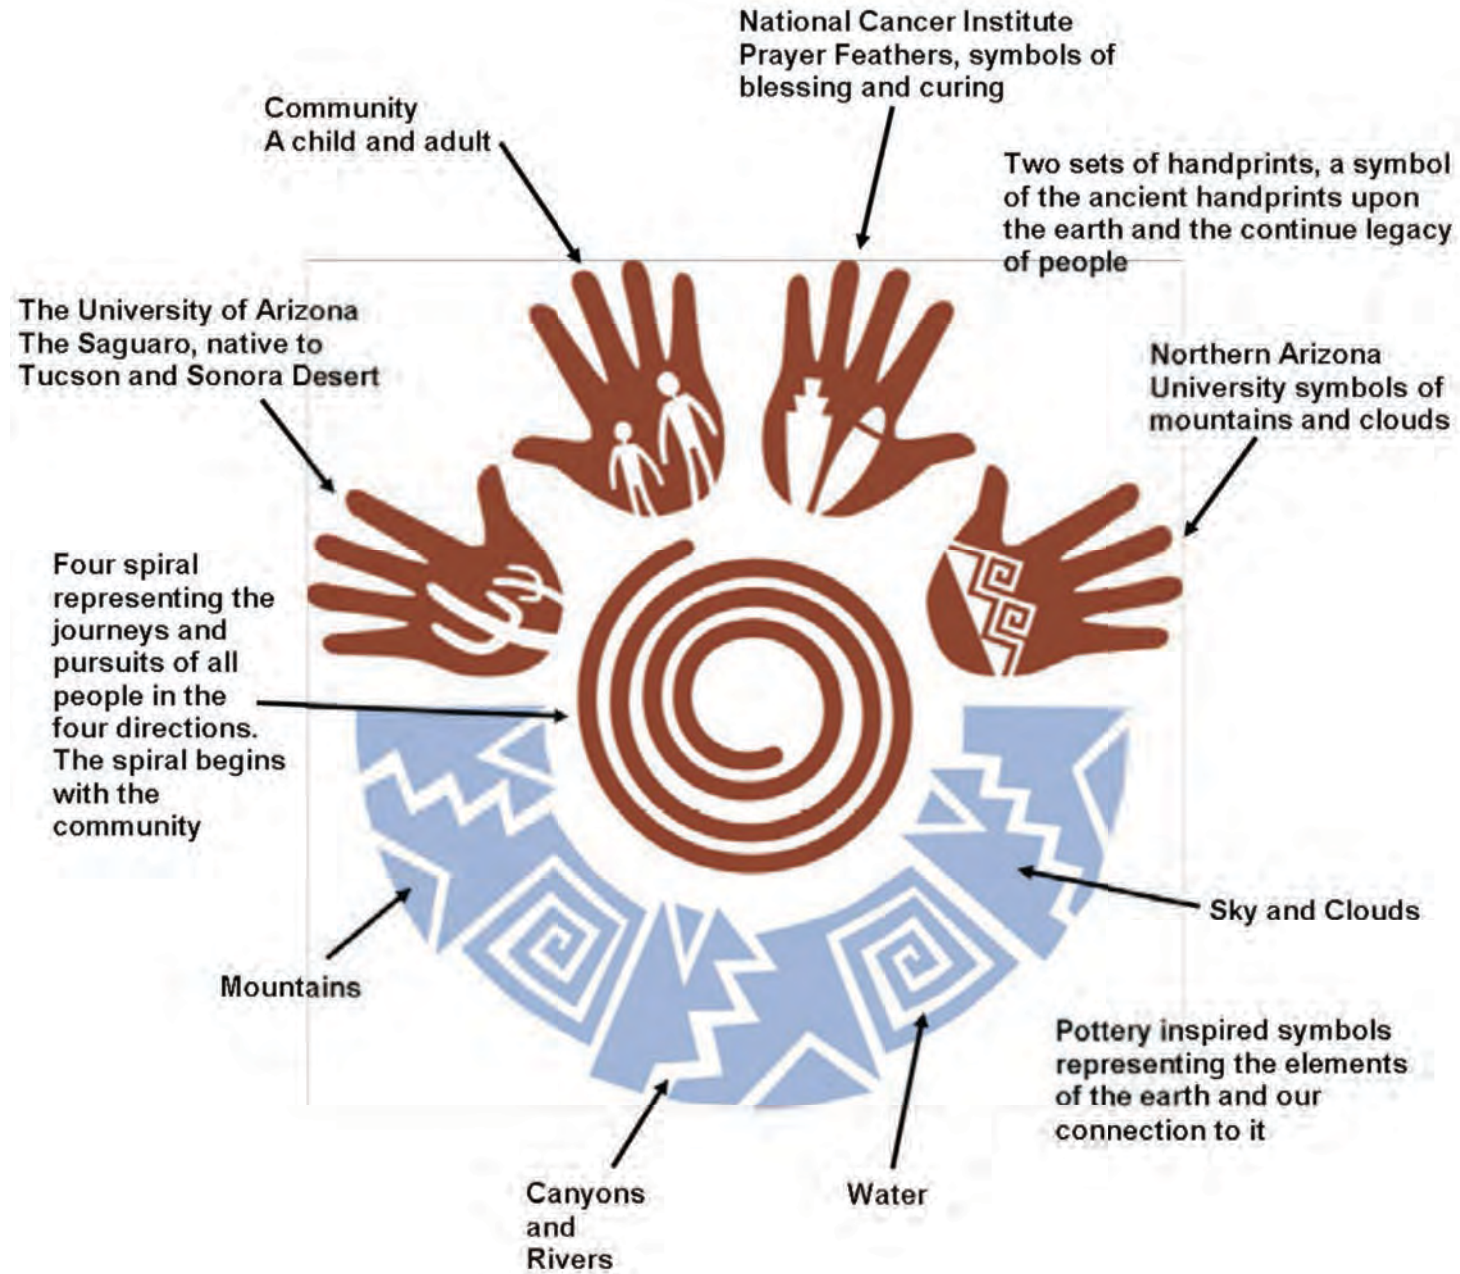 National Cancer Institute
Prayer Feathers, symbols of
blessing and curing
Community
A child and adult
Two sets of handprints, a symbol
of the ancient handprints upon
the earth and the continue legacy
of people
The University of Arizona
The Saguaro, native to
Tucson and Sonora Desert
Northern Arizona
University symbols of
mountains and clouds
Four spiral
representing the
journeys and
pursuits of all
people in the
four directions.
The spiral begins
with the
community
Sky and Clouds
Mountains
Pottery inspired symbols
representing the elements
of the earth and our
connection to it
Canyons
and
Rivers
Water